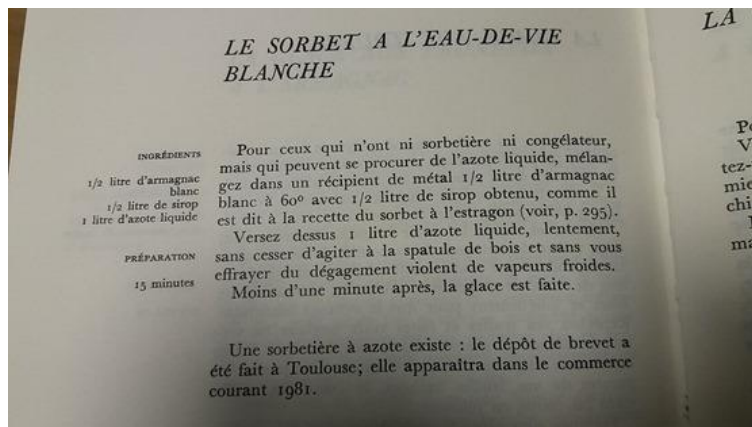 LE SORBET A L'EAU-DE-VIE
BLANCHE
INGRÉDIENTS
1/2 litre d'armagnac
blanc
1/2 litre de sirop
1 litre d'azote liquide
PRÉPARATION
15 minutes
Pour ceux qui n'ont ni sorbetière ni congélateur,
mais qui peuvent se procurer de l'azote liquide, mélan-
gez dans un récipient de métal 1/2 litre d'armagnac
blanc à 60º avec 1/2 litre de sirop obtenu, comme il
est dit à la recette du sorbet à l'estragon (voir, p. 295).
Versez dessus 1 litre d'azote liquide, lentement,
sans cesser d'agiter à la spatule de bois et sans vous
effrayer du dégagement violent de vapeurs froides.
Moins d'une minute après, la glace est faite.
Une sorbetière à azote existe : le dépôt de brevet a
été fait à Toulouse; elle apparaîtra dans le commerce
courant 1981.
LA
tez-